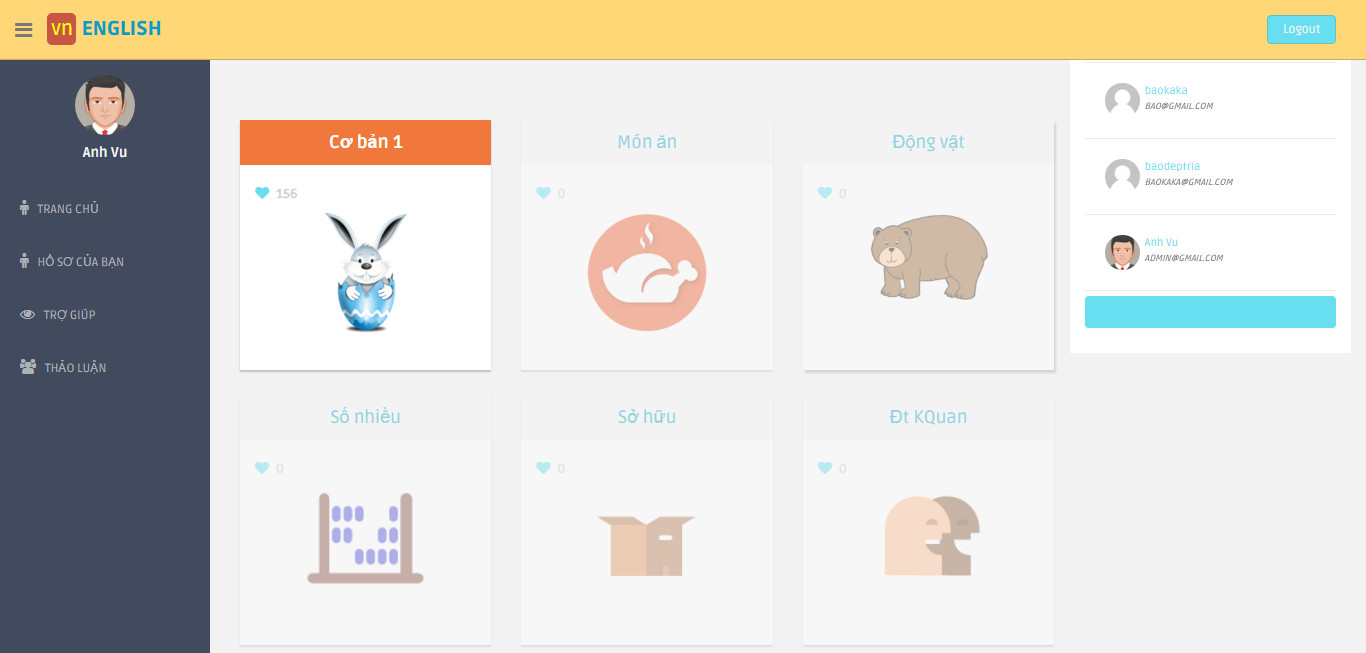 vn ENGLISH
Logout
Anh Vu
TRANG CHỦ
HỒ SƠ CỦA BẠN
TRỢ GIÚP
THẢO LUẬN
Cơ bản 1
156
Món ăn
0
Động vật
0
Số nhiều
0
Sở hữu
0
Đt KQuan
0
baokaka
BAO@GMAIL.COM
baodeptria
BAOKAKA@GMAIL.COM
Anh Vu
ADMIN@GMAIL.COM